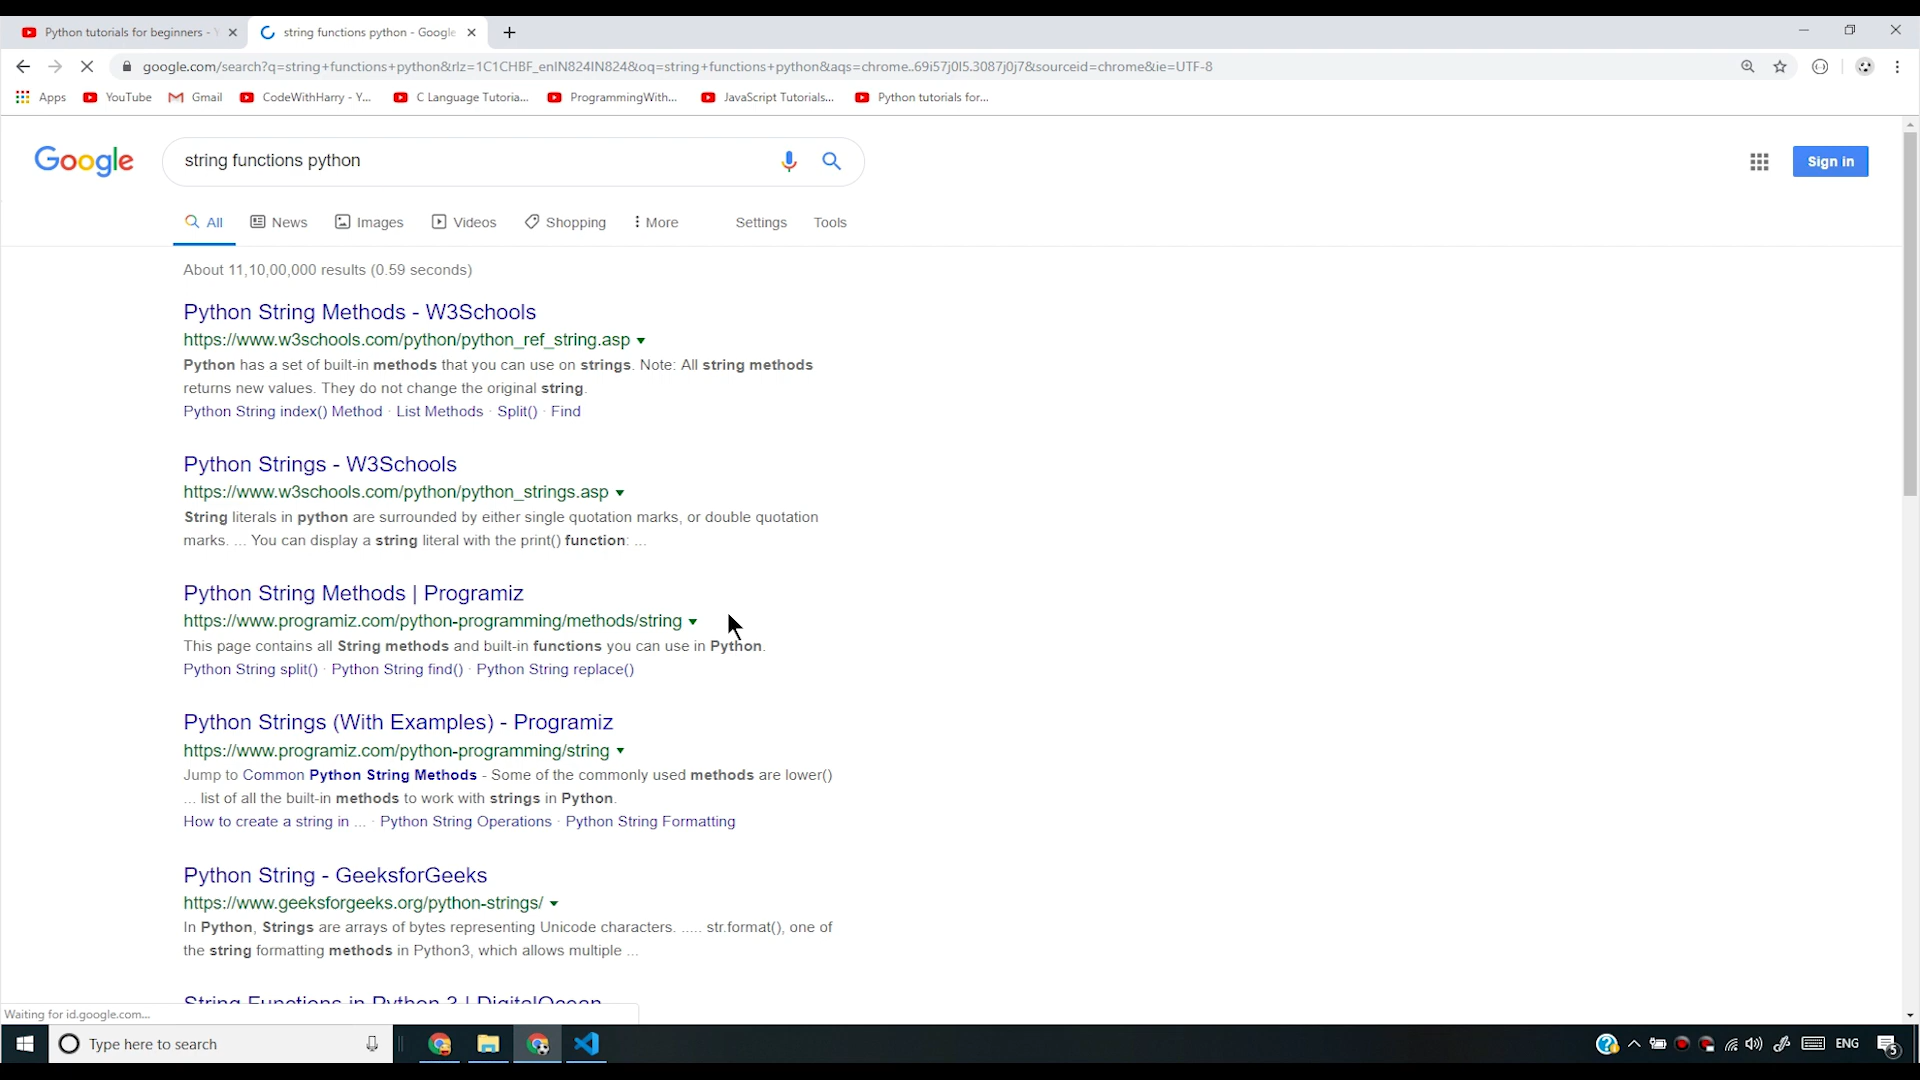 Python tutorials for beginners -
string functions python - Google
google.com/search?q=string+functions+python&rlz=1C1CHBF_enIN824IN824&oq=string+functions+python&aqs=chrome..69i57j0l5.3087j0j7&sourceid=chrome&ie=UTF-8
Apps YouTube Gmail CodeWithHarry - Y... C Language Tutoria... ProgrammingWith... JavaScript Tutorials... Python tutorials for...
Google string functions python Sign in
All News Images Videos Shopping More Settings Tools
About 11,10,00,000 results (0.59 seconds)
Python String Methods - W3Schools
https://www.w3schools.com/python/python_ref_string.asp
Python has a set of built-in methods that you can use on strings. Note: All string methods
returns new values. They do not change the original string.
Python String index() Method · List Methods · Split() · Find
Python Strings - W3Schools
https://www.w3schools.com/python/python_strings.asp
String literals in python are surrounded by either single quotation marks, or double quotation
marks. ... You can display a string literal with the print() function: ...
Python String Methods | Programiz
https://www.programiz.com/python-programming/methods/string
This page contains all String methods and built-in functions you can use in Python.
Python String split() · Python String find() · Python String replace()
Python Strings (With Examples) - Programiz
https://www.programiz.com/python-programming/string
Jump to Common Python String Methods - Some of the commonly used methods are lower()
... list of all the built-in methods to work with strings in Python.
How to create a string in ... · Python String Operations · Python String Formatting
Python String - GeeksforGeeks
https://www.geeksforgeeks.org/python-strings/
In Python, Strings are arrays of bytes representing Unicode characters. ..... str.format(), one of
the string formatting methods in Python3, which allows multiple ...
String Functions in Python 3 | DigitalOcean
Waiting for id.google.com...
Type here to search
ENG
5